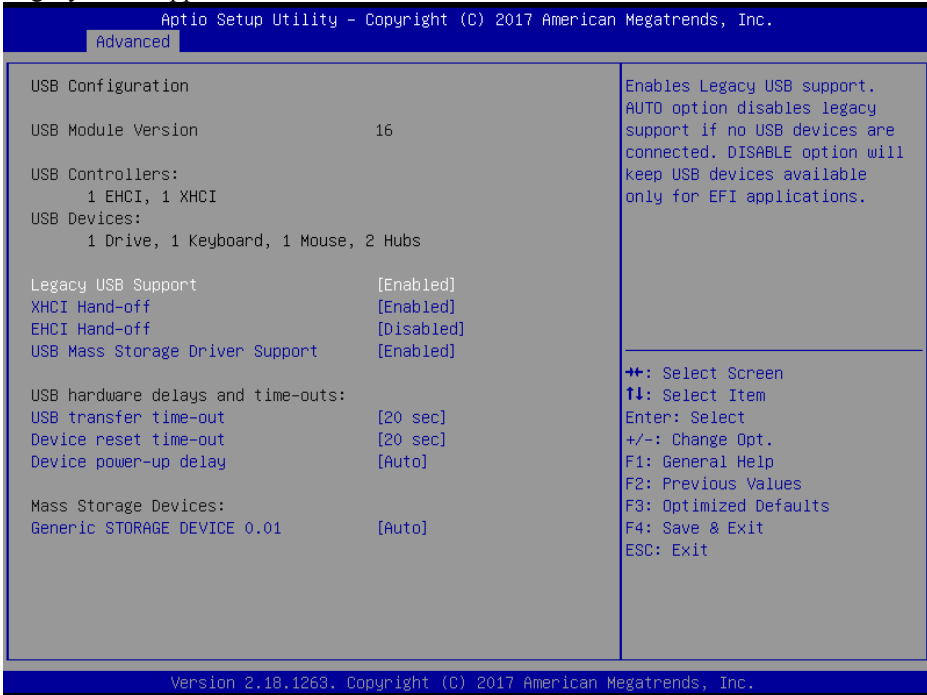 Aptio Setup Utility – Copyright (C) 2017 American Megatrends, Inc.
Advanced
USB Configuration
USB Module Version 16
USB Controllers:
1 EHCI, 1 XHCI
USB Devices:
1 Drive, 1 Keyboard, 1 Mouse, 2 Hubs
Legacy USB Support [Enabled]
XHCI Hand-off [Enabled]
EHCI Hand-off [Disabled]
USB Mass Storage Driver Support [Enabled]
USB hardware delays and time-outs:
USB transfer time-out [20 sec]
Device reset time-out [20 sec]
Device power-up delay [Auto]
Mass Storage Devices:
Generic STORAGE DEVICE 0.01 [Auto]
Enables Legacy USB support.
AUTO option disables legacy
support if no USB devices are
connected. DISABLE option will
keep USB devices available
only for EFI applications.
→←: Select Screen
↑↓: Select Item
Enter: Select
+/-: Change Opt.
F1: General Help
F2: Previous Values
F3: Optimized Defaults
F4: Save & Exit
ESC: Exit
Version 2.18.1263. Copyright (C) 2017 American Megatrends, Inc.